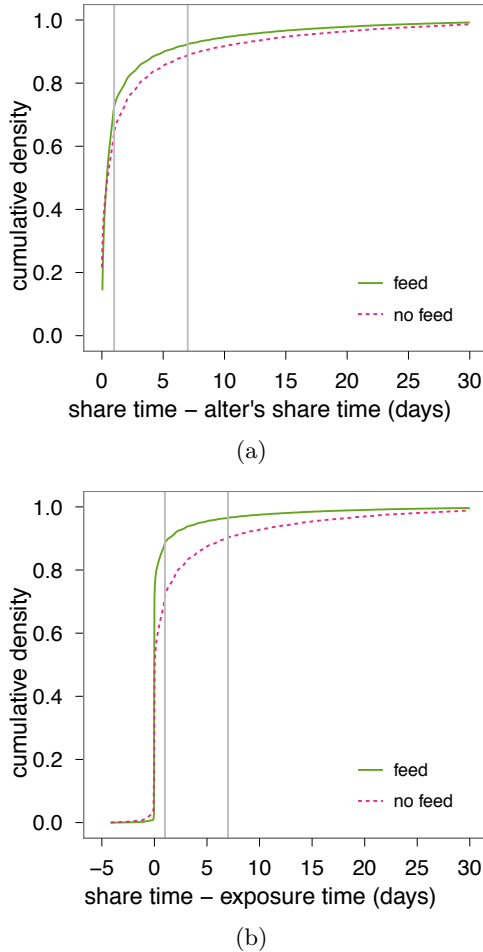 1.0
0.8
0.6
0.4
0.2
0.0
cumulative density
feed
no feed
0 5 10 15 20 25 30
share time − alter's share time (days)
(a)
1.0
0.8
0.6
0.4
0.2
0.0
cumulative density
feed
no feed
−5 0 5 10 15 20 25 30
share time − exposure time (days)
(b)